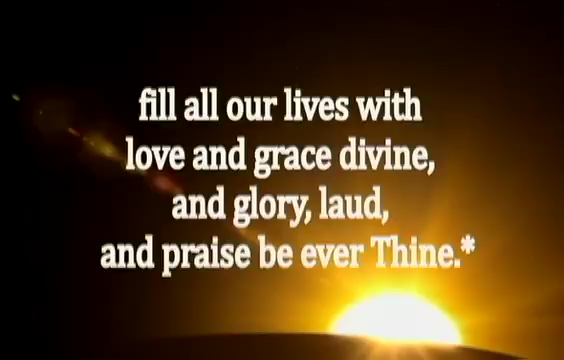 fill all our lives with
love and grace divine,
and glory, laud,
and praise be ever Thine.*